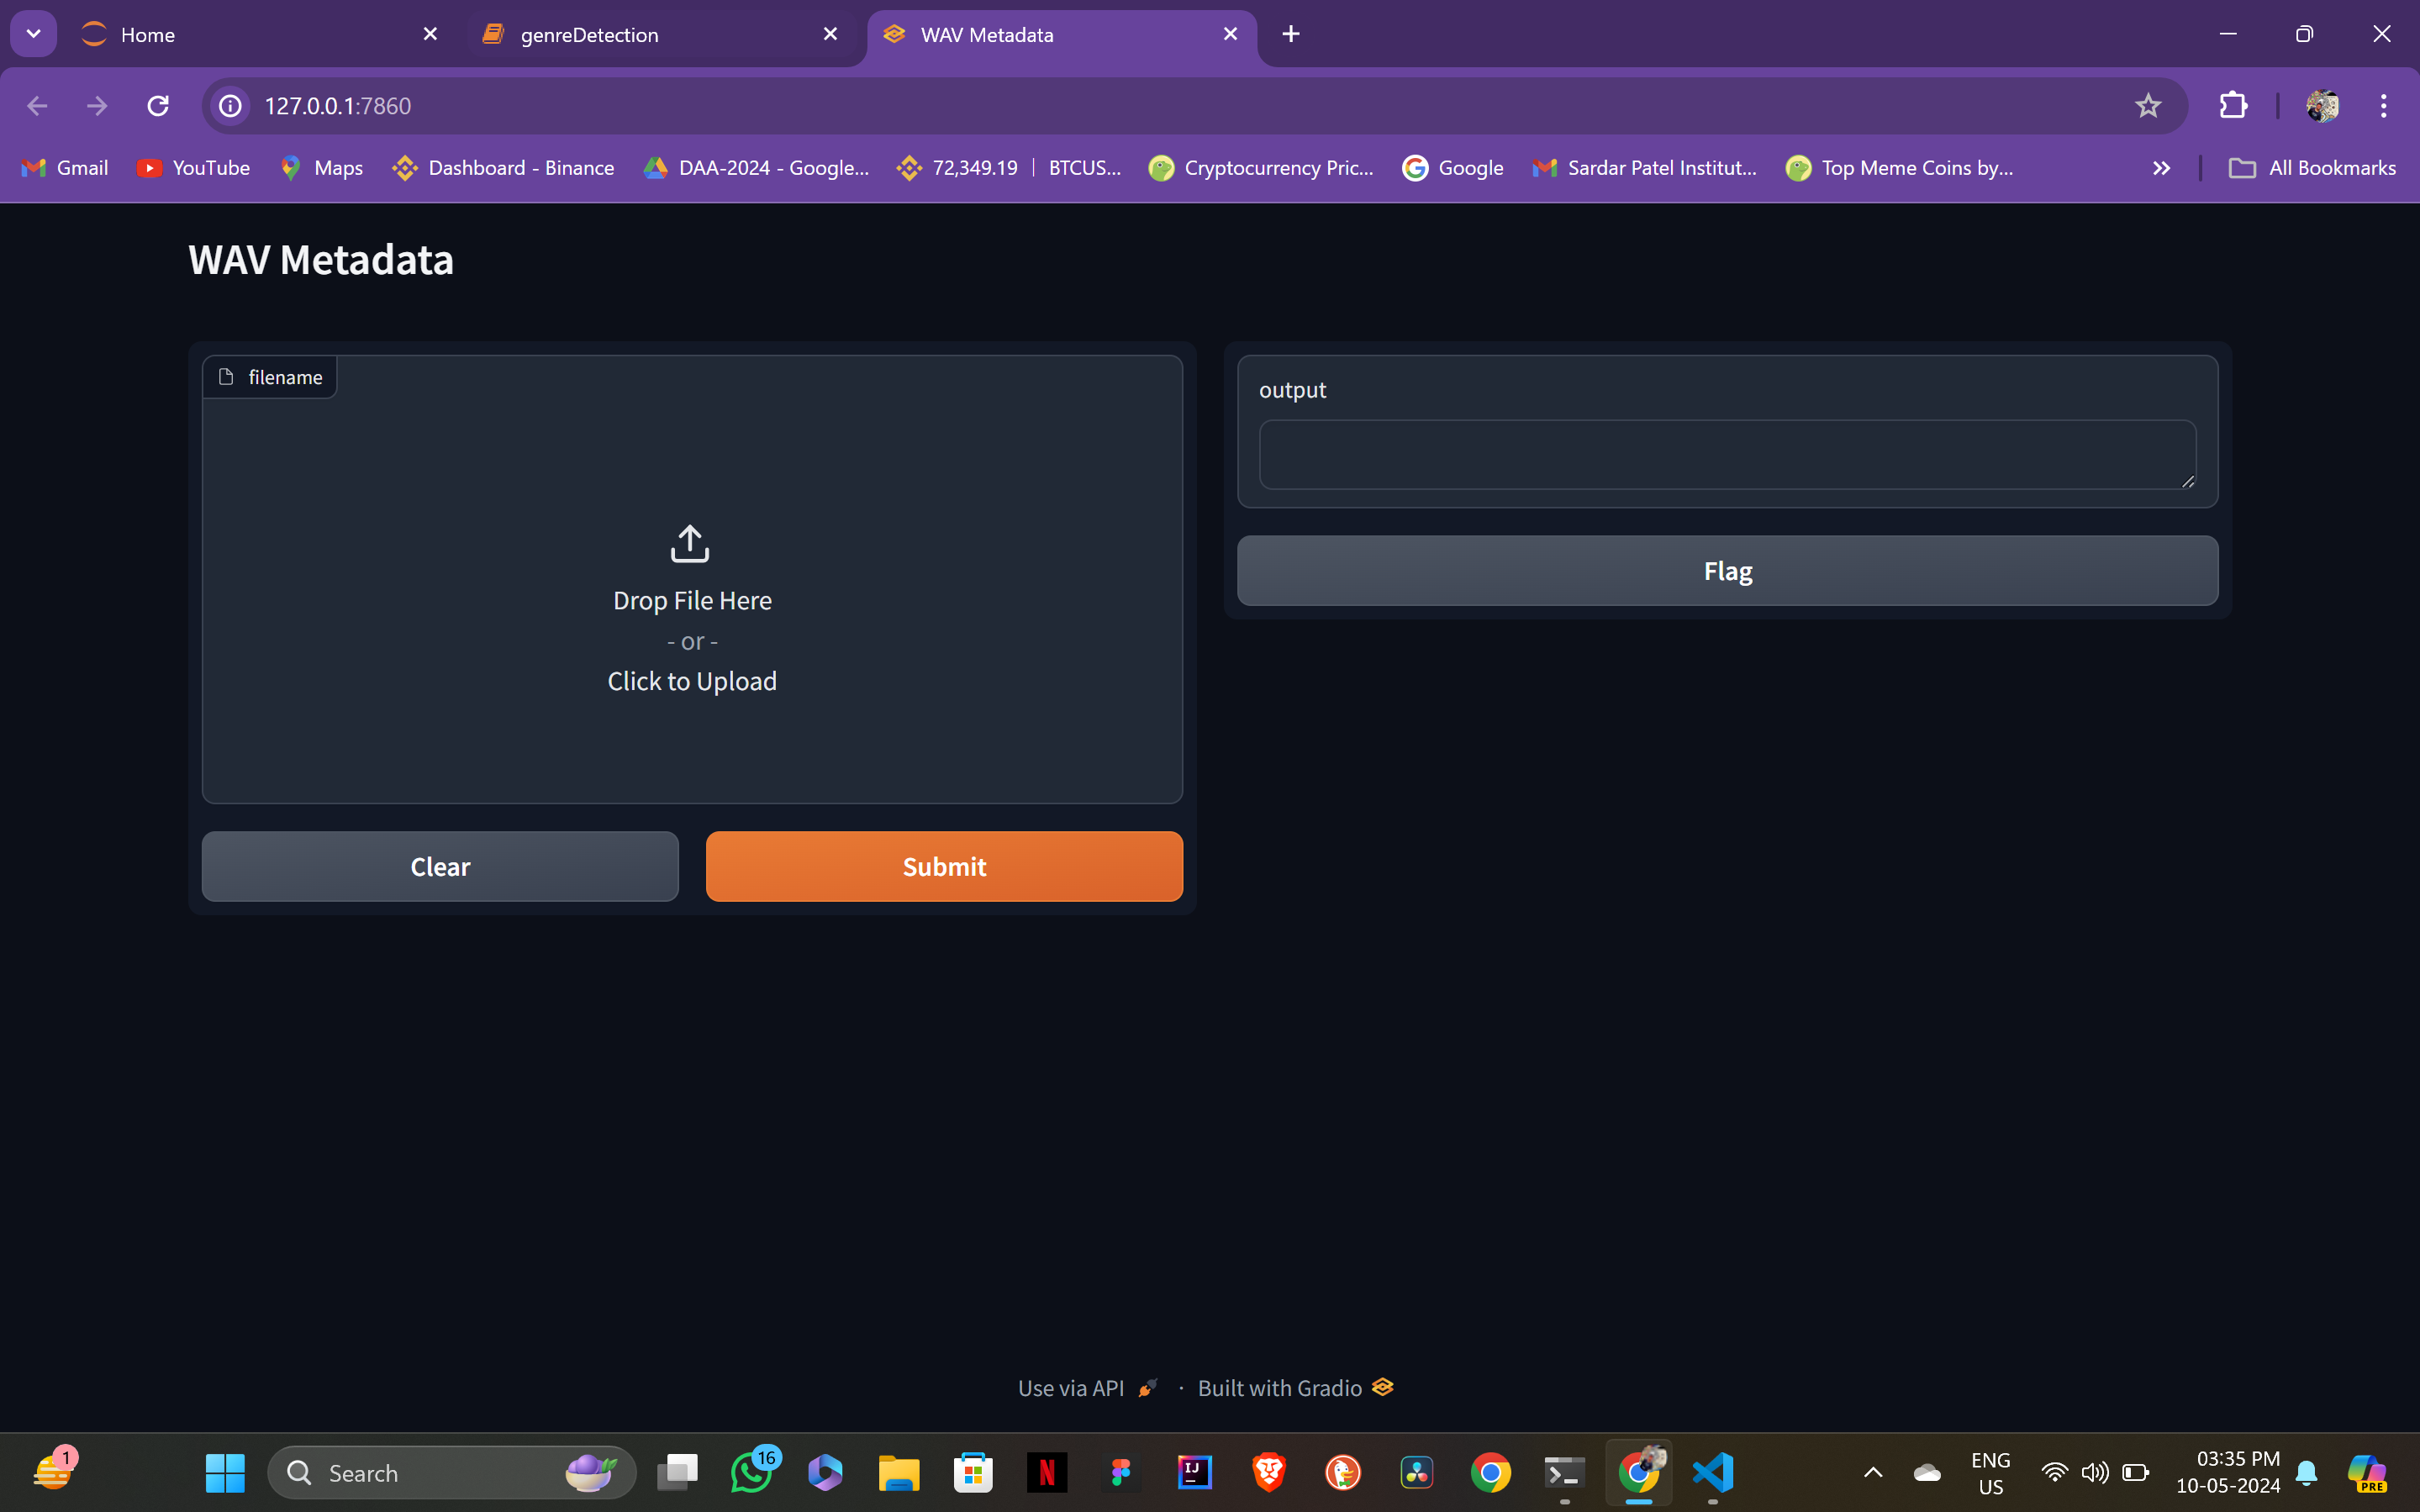 Home
genreDetection
WAV Metadata
127.0.0.1:7860
Gmail
YouTube
Maps
Dashboard - Binance
DAA-2024 - Google...
72,349.19 | BTCUS...
Cryptocurrency Pric...
Google
Sardar Patel Institut...
Top Meme Coins by...
All Bookmarks
WAV Metadata
filename
Drop File Here
- or -
Click to Upload
Clear
Submit
output
Flag
Use via API · Built with Gradio
1
Search
16
N
IJ
ENG
US
03:35 PM
10-05-2024
PRE